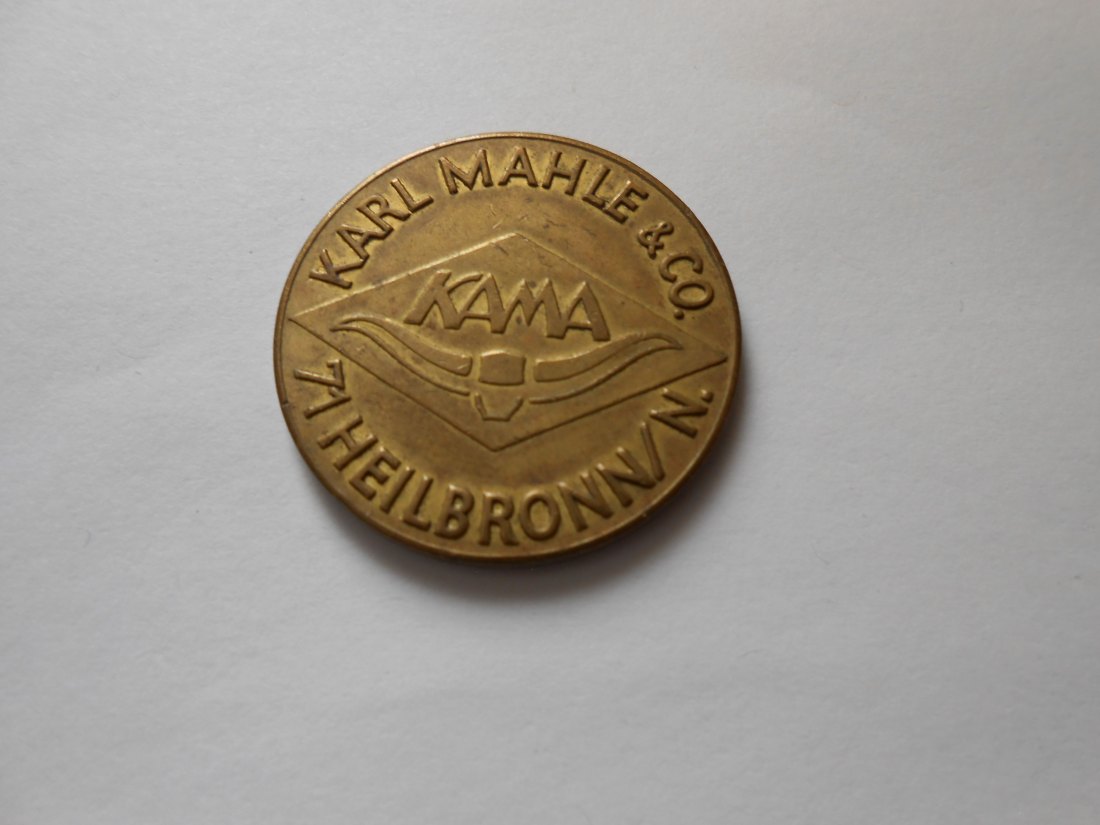 KARL MAHLE & CO.
KAMA
71 HEILBRONN/N.